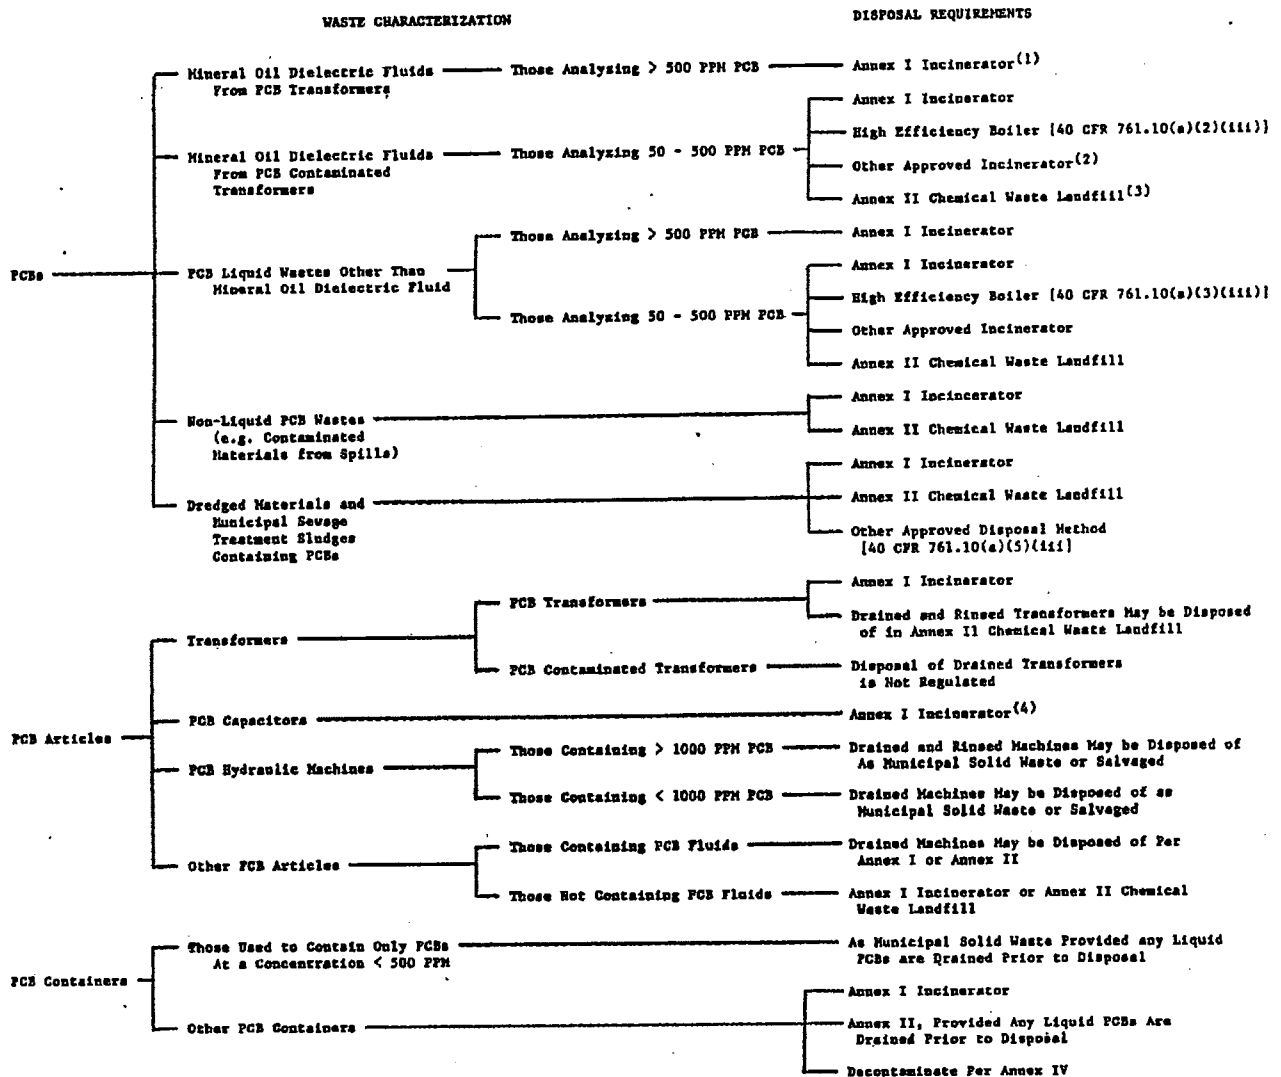 WASTE CHARACTERIZATION
DISPOSAL REQUIREMENTS
PCBs
Mineral Oil Dielectric Fluids
From PCB Transformers
Those Analyzing > 500 PPM PCB
Annex I Incinerator(1)
Mineral Oil Dielectric Fluids
From PCB Contaminated
Transformers
Those Analyzing 50 - 500 PPM PCB
Annex I Incinerator
High Efficiency Boiler [40 CFR 761.10(a)(2)(iii)]
Other Approved Incinerator(2)
Annex II Chemical Waste Landfill(3)
PCB Liquid Wastes Other Than
Mineral Oil Dielectric Fluid
Those Analyzing > 500 PPM PCB
Annex I Incinerator
Those Analyzing 50 - 500 PPM PCB
Annex I Incinerator
High Efficiency Boiler [40 CFR 761.10(a)(3)(iii)]
Other Approved Incinerator
Annex II Chemical Waste Landfill
Non-Liquid PCB Wastes
(e.g. Contaminated
Materials from Spills)
Annex I Incincerator
Annex II Chemical Waste Landfill
Dredged Materials and
Municipal Sewage
Treatment Sludges
Containing PCBs
Annex I Incinerator
Annex II Chemical Waste Landfill
Other Approved Disposal Method
[40 CFR 761.10(a)(5)(iii]
PCB Articles
Transformers
PCB Transformers
Annex I Incinerator
Drained and Rinsed Transformers May be Disposed
of in Annex II Chemical Waste Landfill
PCB Contaminated Transformers
Disposal of Drained Transformers
is Not Regulated
PCB Capacitors
Annex I Incinerator(4)
PCB Hydraulic Machines
Those Containing > 1000 PPM PCB
Drained and Rinsed Machines May be Disposed of
As Municipal Solid Waste or Salvaged
Those Containing < 1000 PPM PCB
Drained Machines May be Disposed of as
Municipal Solid Waste or Salvaged
Other PCB Articles
Those Containing PCB Fluids
Drained Machines May be Disposed of Per
Annex I or Annex II
Those Not Containing PCB Fluids
Annex I Incinerator or Annex II Chemical
Waste Landfill
PCB Containers
Those Used to Contain Only PCBs
At a Concentration < 500 PPM
As Municipal Solid Waste Provided any Liquid
PCBs are Drained Prior to Disposal
Other PCB Containers
Annex I Incinerator
Annex II, Provided Any Liquid PCBs Are
Drained Prior to Disposal
Decontaminate Per Annex IV